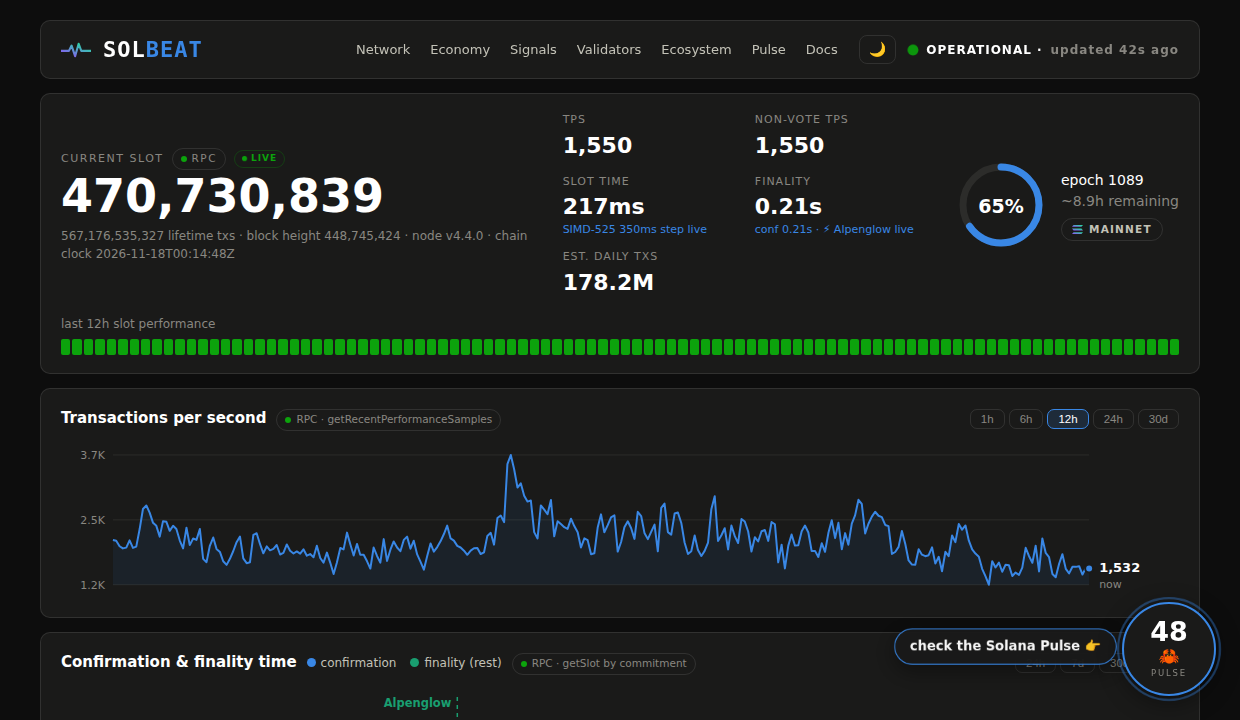 SOLBEAT
Network Economy Signals Validators Ecosystem Pulse Docs
OPERATIONAL · updated 42s ago
CURRENT SLOT RPC LIVE
470,730,839
567,176,535,327 lifetime txs · block height 448,745,424 · node v4.4.0 · chain
clock 2026-11-18T00:14:48Z
TPS
1,550
NON-VOTE TPS
1,550
SLOT TIME
217ms
SIMD-525 350ms step live
FINALITY
0.21s
conf 0.21s · ⚡ Alpenglow live
EST. DAILY TXS
178.2M
65%
epoch 1089
~8.9h remaining
MAINNET
last 12h slot performance
Transactions per second RPC · getRecentPerformanceSamples
1h 6h 12h 24h 30d
3.7K
2.5K
1.2K
1,532
now
Confirmation & finality time confirmation finality (rest) RPC · getSlot by commitment
check the Solana Pulse 👉
48
PULSE
Alpenglow